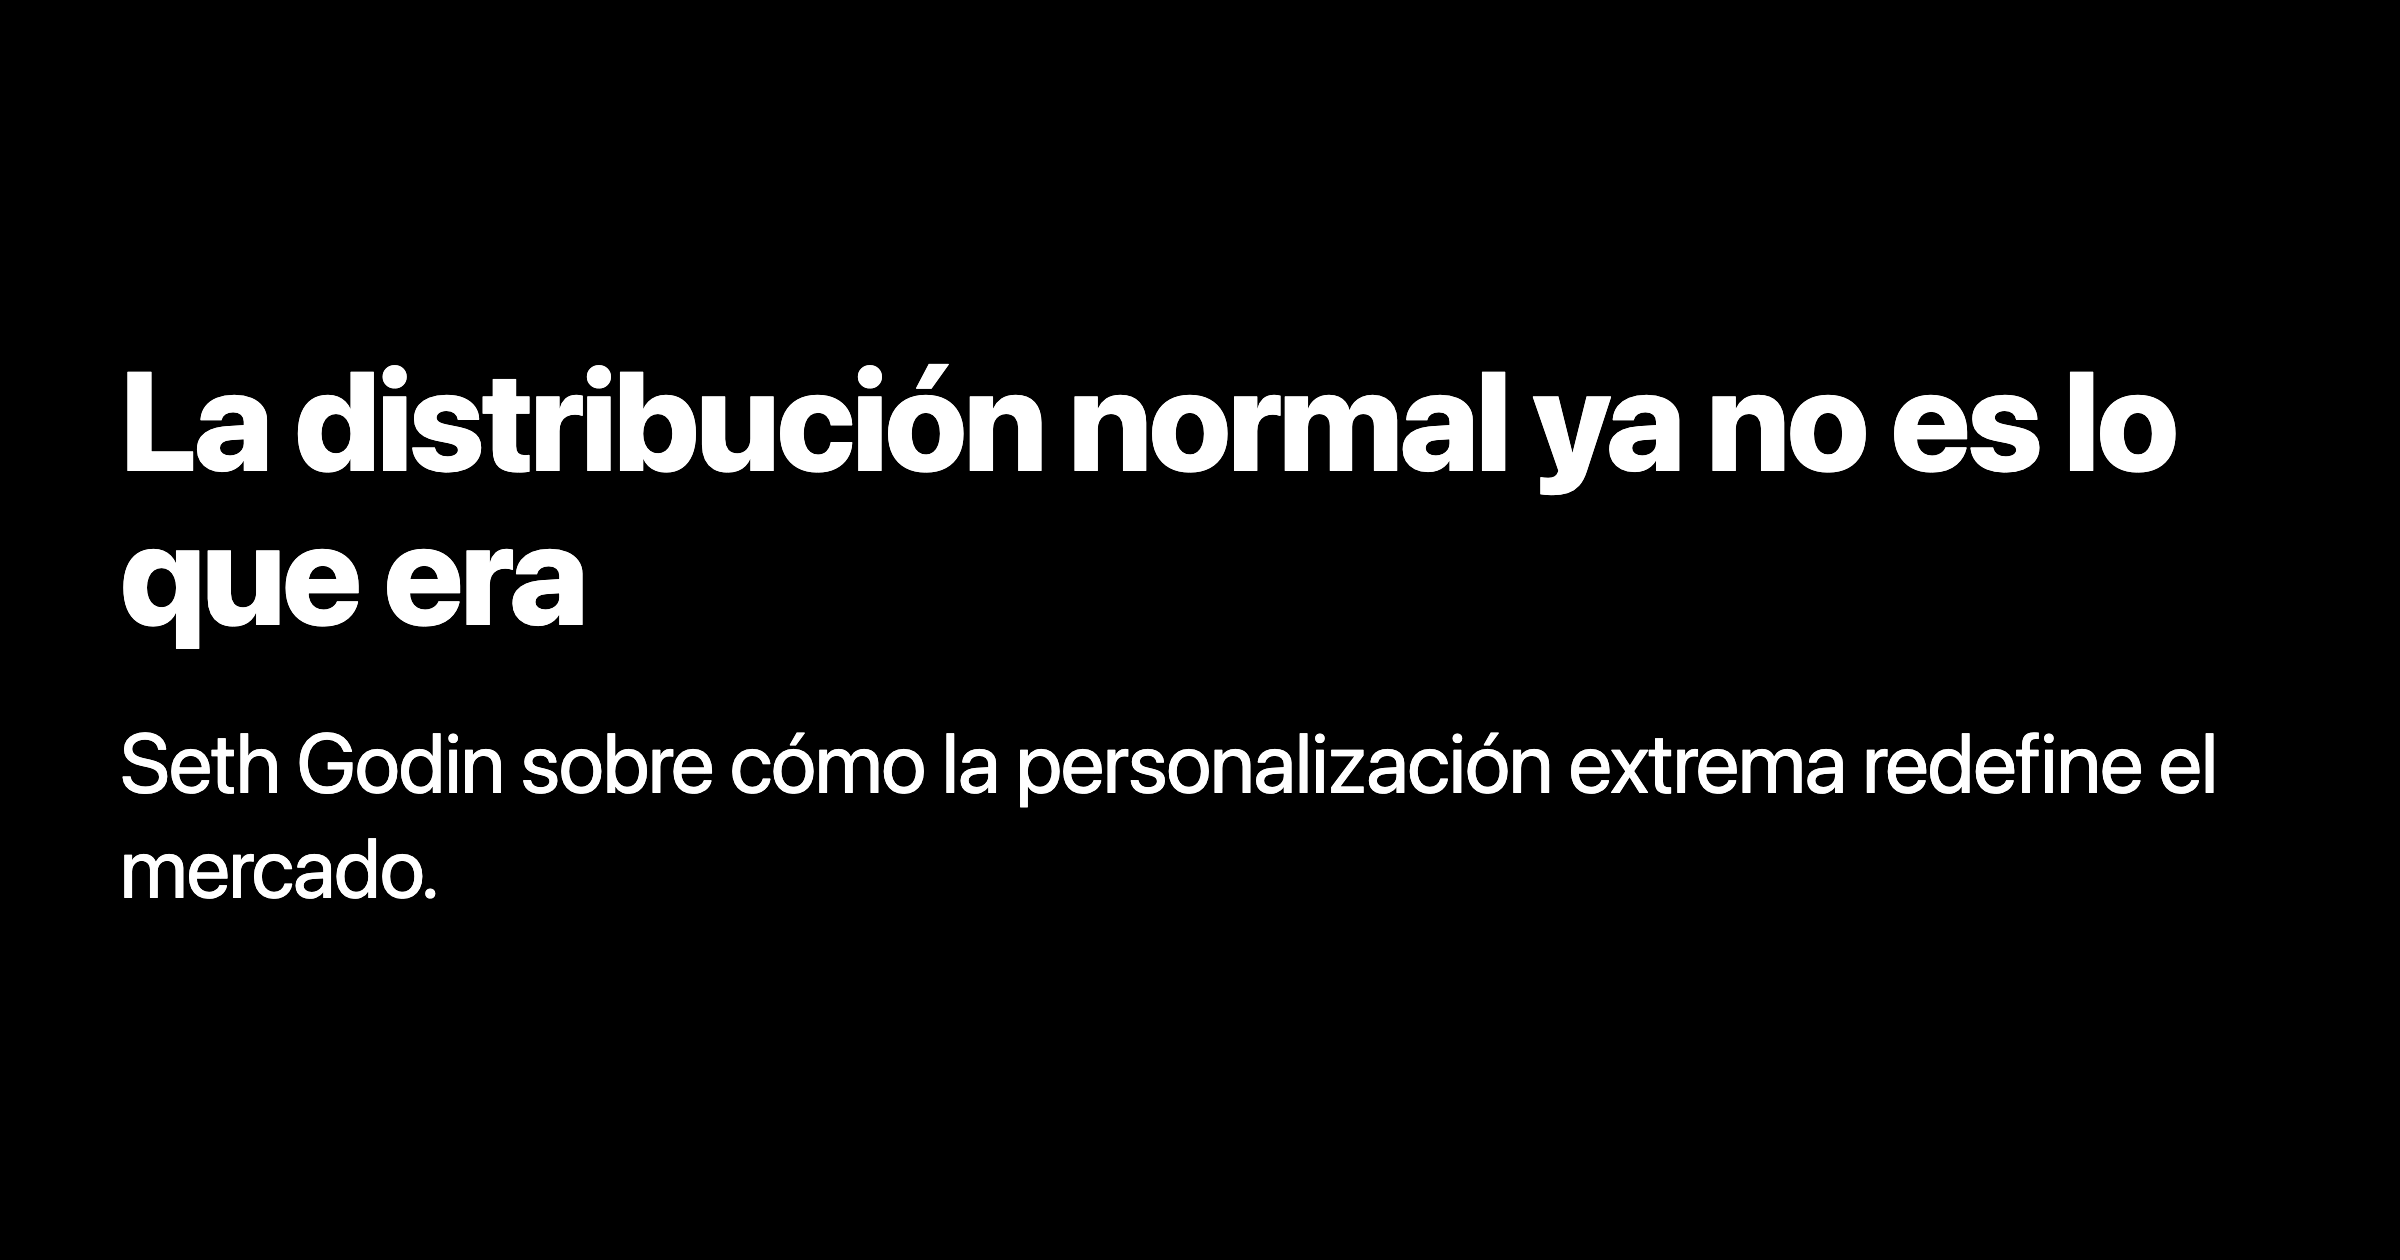 La distribución normal ya no es lo
que era
Seth Godin sobre cómo la personalización extrema redefine el
mercado.